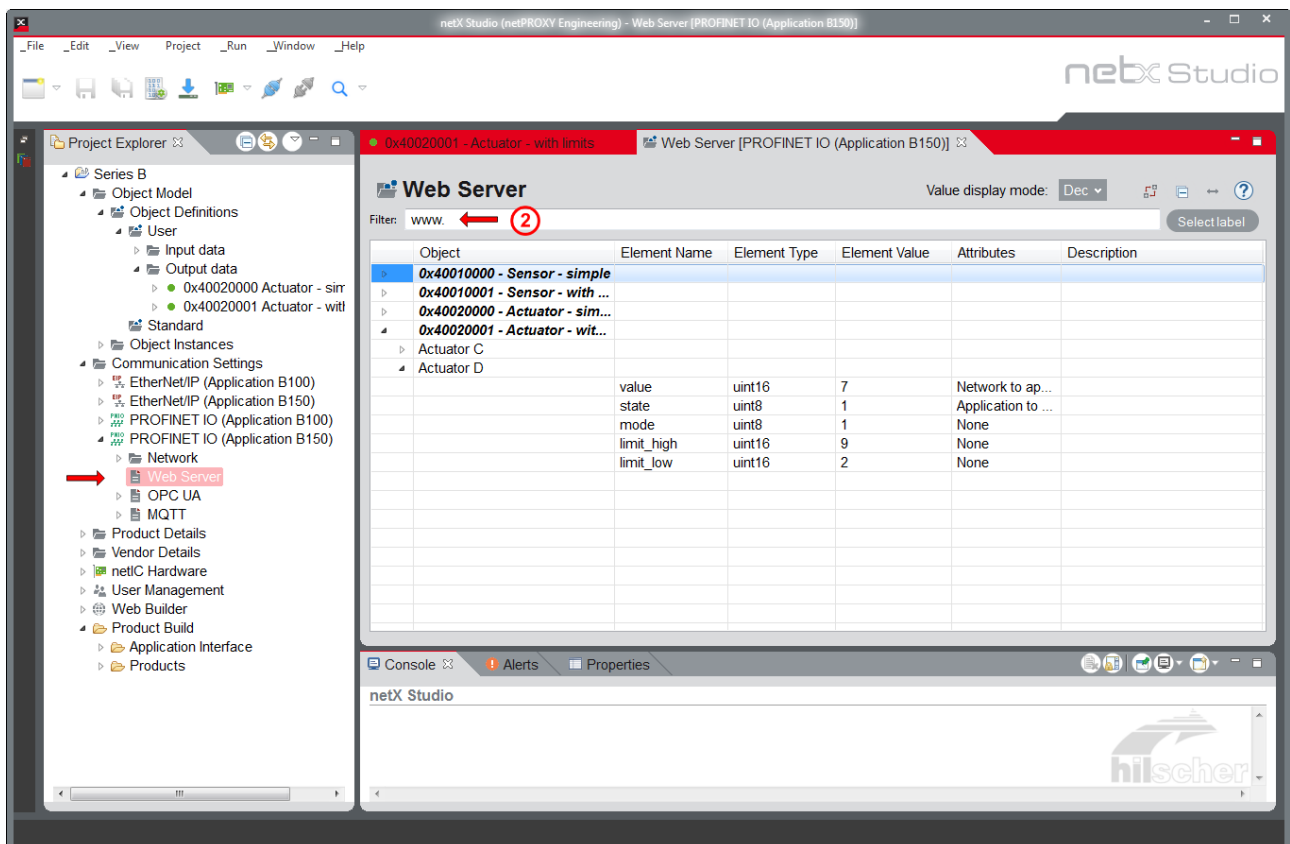 netX Studio (netPROXY Engineering) - Web Server [PROFINET IO (Application B150)]
_File _Edit _View Project _Run _Window _Help
netX Studio
Project Explorer
0x40020001 - Actuator - with limits
Web Server [PROFINET IO (Application B150)]
Series B
Object Model
Object Definitions
User
Input data
Output data
0x40020000 Actuator - sim
0x40020001 Actuator - with
Standard
Object Instances
Communication Settings
EtherNet/IP (Application B100)
EtherNet/IP (Application B150)
PROFINET IO (Application B100)
PROFINET IO (Application B150)
Network
Web Server
OPC UA
MQTT
Product Details
Vendor Details
netIC Hardware
User Management
Web Builder
Product Build
Application Interface
Products
Web Server
Value display mode: Dec
Filter: www. 2
Select label
Object Element Name Element Type Element Value Attributes Description
0x40010000 - Sensor - simple
0x40010001 - Sensor - with ...
0x40020000 - Actuator - sim...
0x40020001 - Actuator - wit...
Actuator C
Actuator D
value uint16 7 Network to ap...
state uint8 1 Application to ...
mode uint8 1 None
limit_high uint16 9 None
limit_low uint16 2 None
Console Alerts Properties
netX Studio
hilscher